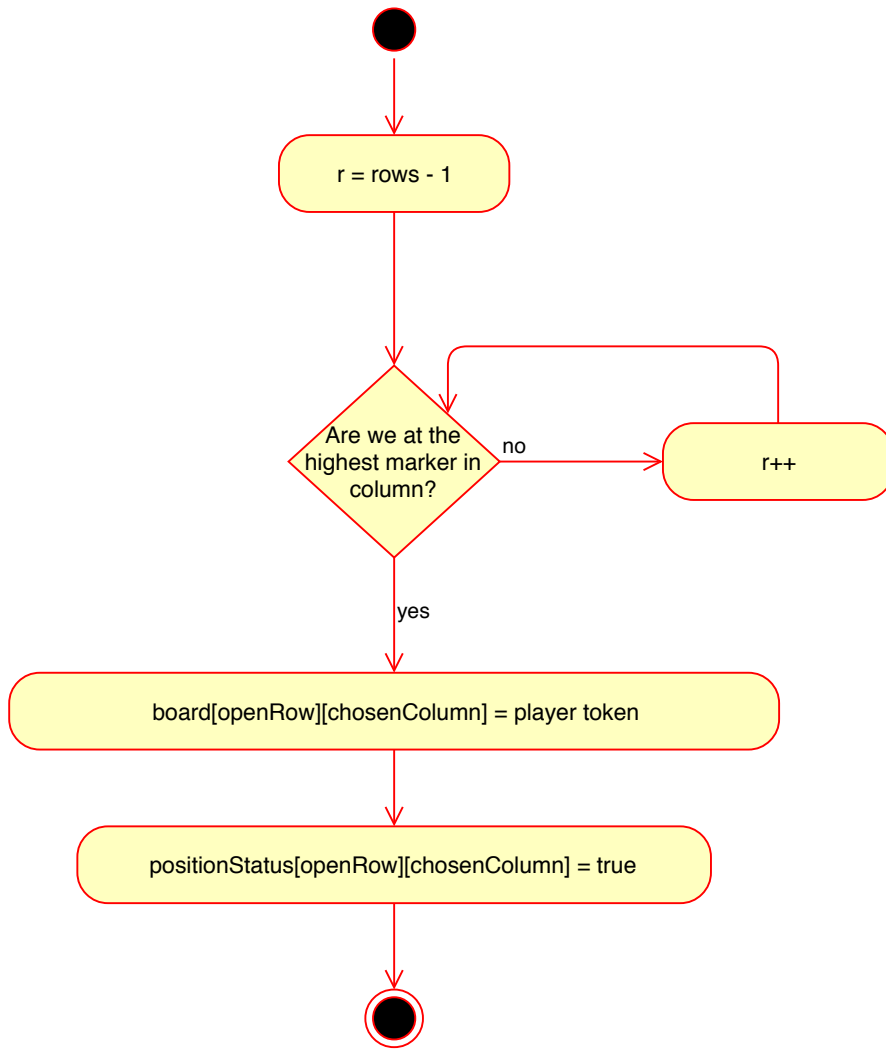 r = rows - 1
Are we at the
highest marker in
column?
no
r++
yes
board[openRow][chosenColumn] = player token
positionStatus[openRow][chosenColumn] = true